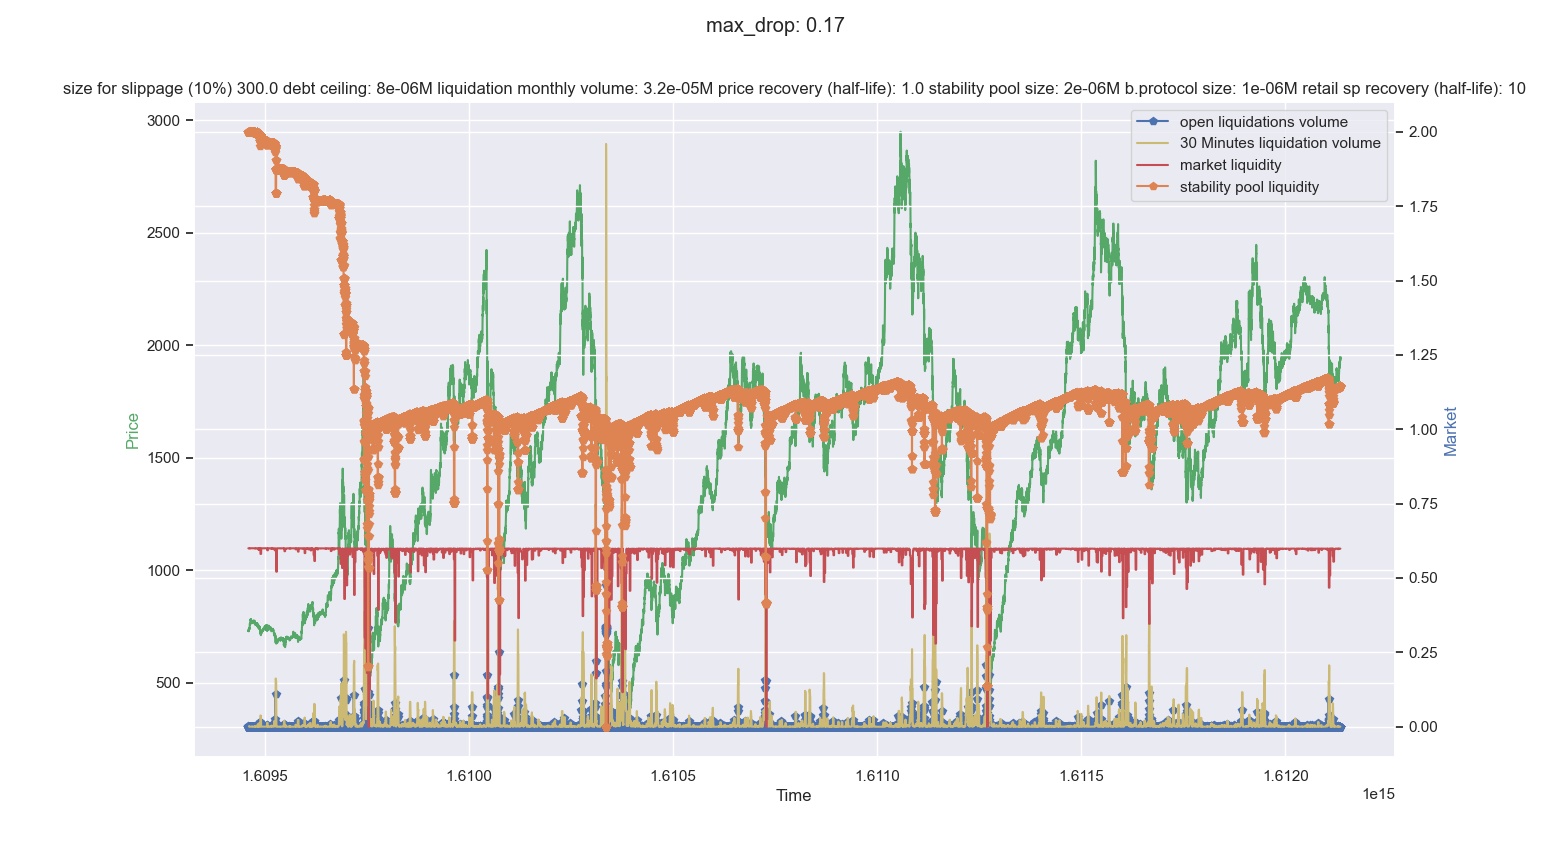 max_drop: 0.17
size for slippage (10%) 300.0 debt ceiling: 8e-06M liquidation monthly volume: 3.2e-05M price recovery (half-life): 1.0 stability pool size: 2e-06M b.protocol size: 1e-06M retail sp recovery (half-life): 10
open liquidations volume
30 Minutes liquidation volume
market liquidity
stability pool liquidity
3000
2500
2000
1500
1000
500
Price
2.00
1.75
1.50
1.25
1.00
0.75
0.50
0.25
0.00
Market
1.6095 1.6100 1.6105 1.6110 1.6115 1.6120
Time
1e15